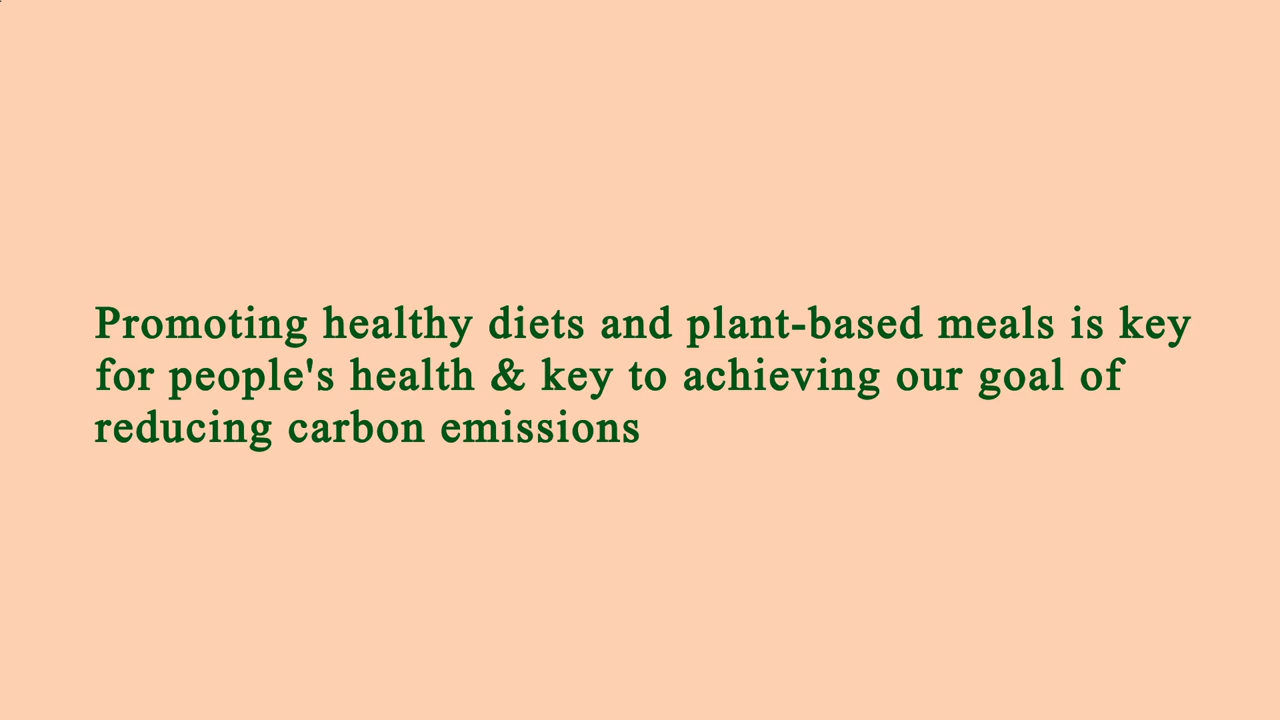 Promoting healthy diets and plant-based meals is key
for people's health & key to achieving our goal of
reducing carbon emissions